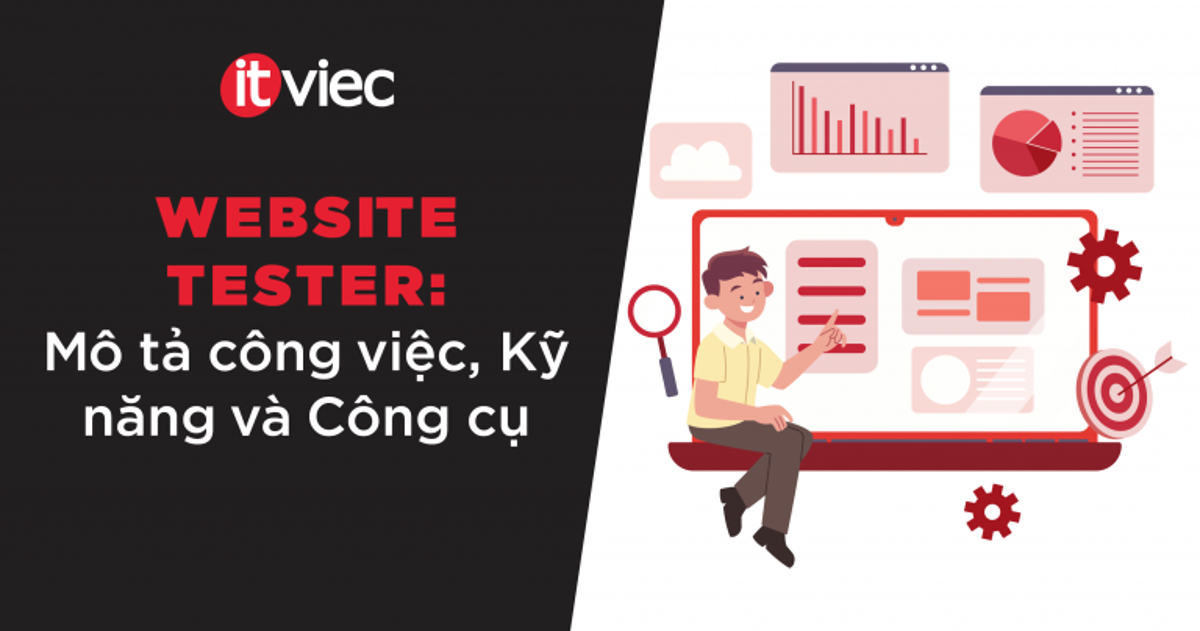 itviec
WEBSITE
TESTER:
Mô tả công việc, Kỹ
năng và Công cụ